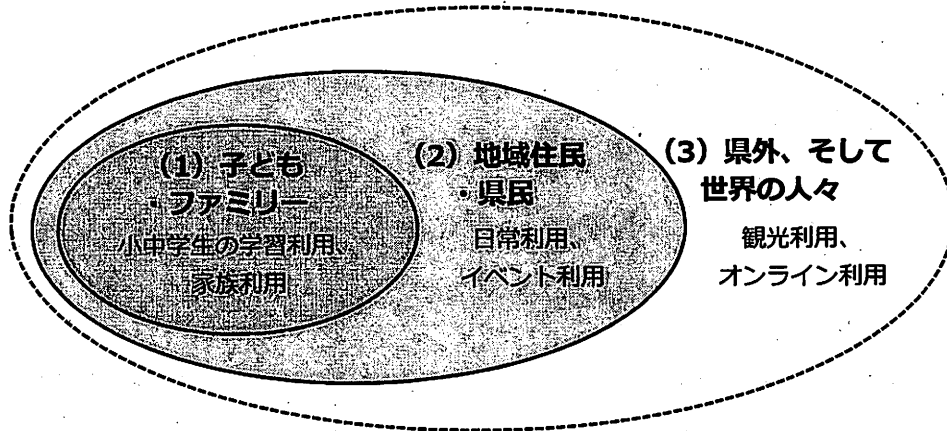 （1）子ども
・ファミリー
小中学生の学習利用、
家族利用
（2）地域住民
・県民
日常利用、
イベント利用
（3）県外、そして
世界の人々
観光利用、
オンライン利用